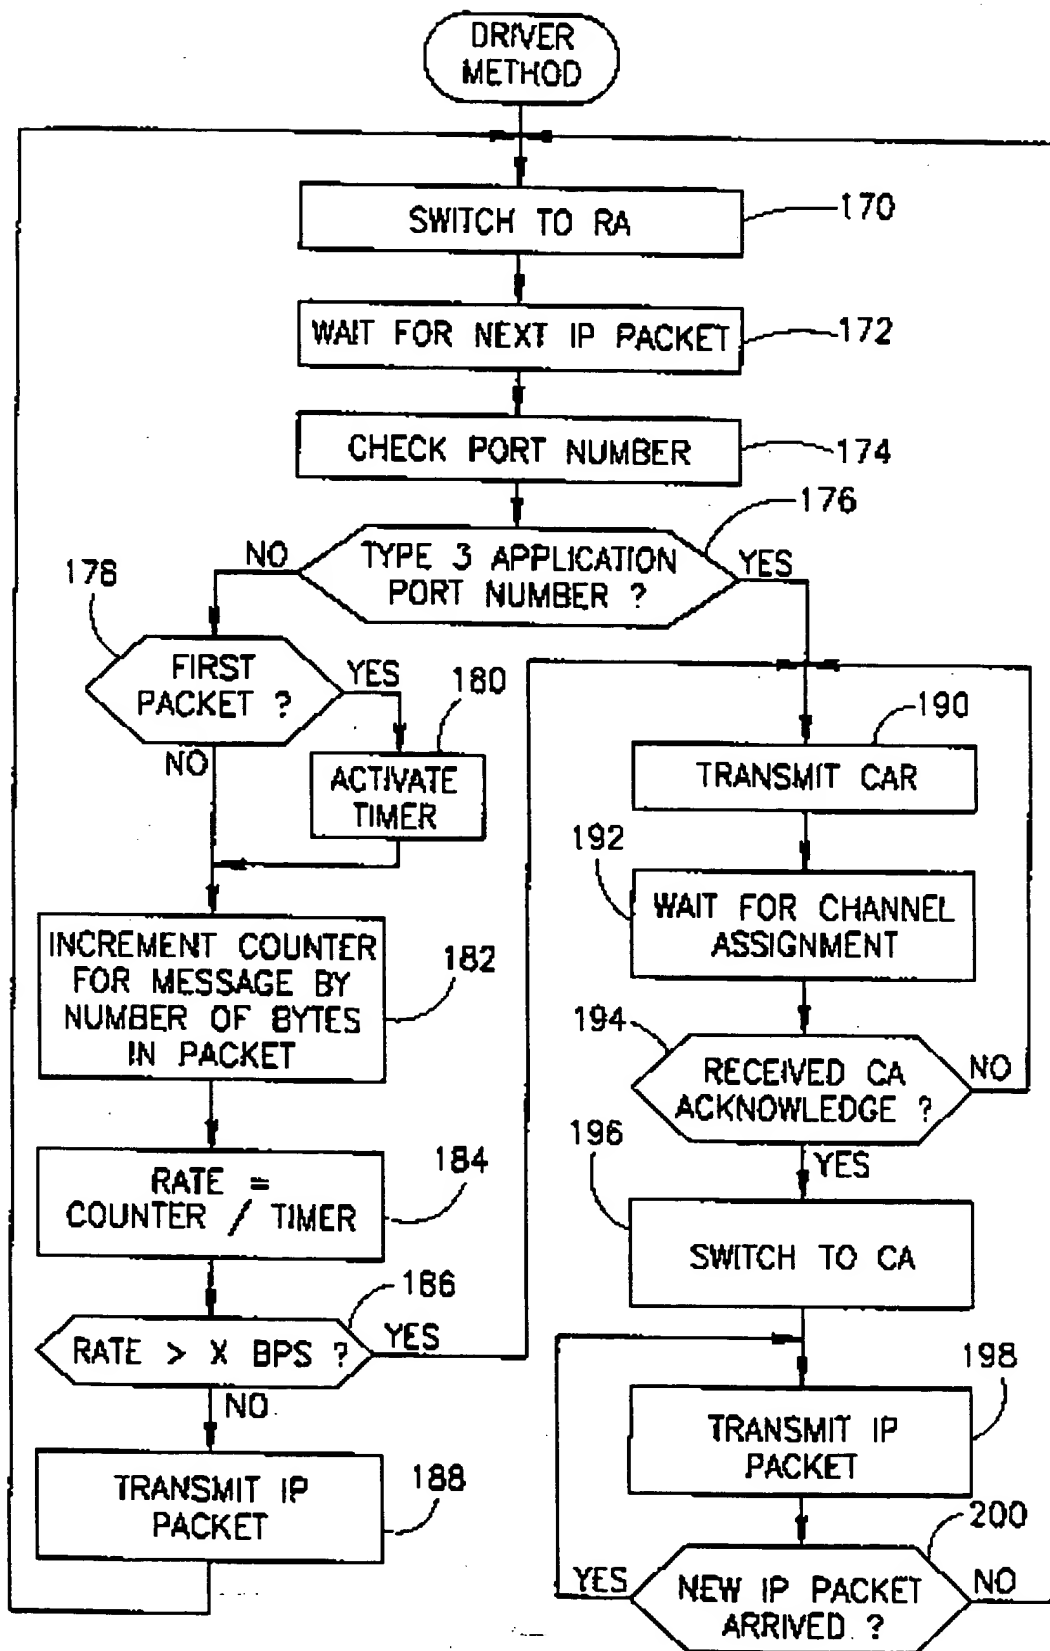 DRIVER
METHOD
SWITCH TO RA
170
WAIT FOR NEXT IP PACKET
172
CHECK PORT NUMBER
174
176
TYPE 3 APPLICATION
PORT NUMBER ?
NO
YES
178
FIRST
PACKET ?
YES
NO
180
ACTIVATE
TIMER
INCREMENT COUNTER
FOR MESSAGE BY
NUMBER OF BYTES
IN PACKET
182
RATE =
COUNTER / TIMER
184
186
RATE > X BPS ?
YES
NO
TRANSMIT IP
PACKET
188
190
TRANSMIT CAR
192
WAIT FOR CHANNEL
ASSIGNMENT
194
RECEIVED CA
ACKNOWLEDGE ?
NO
YES
196
SWITCH TO CA
198
TRANSMIT IP
PACKET
200
YES
NEW IP PACKET
ARRIVED ?
NO